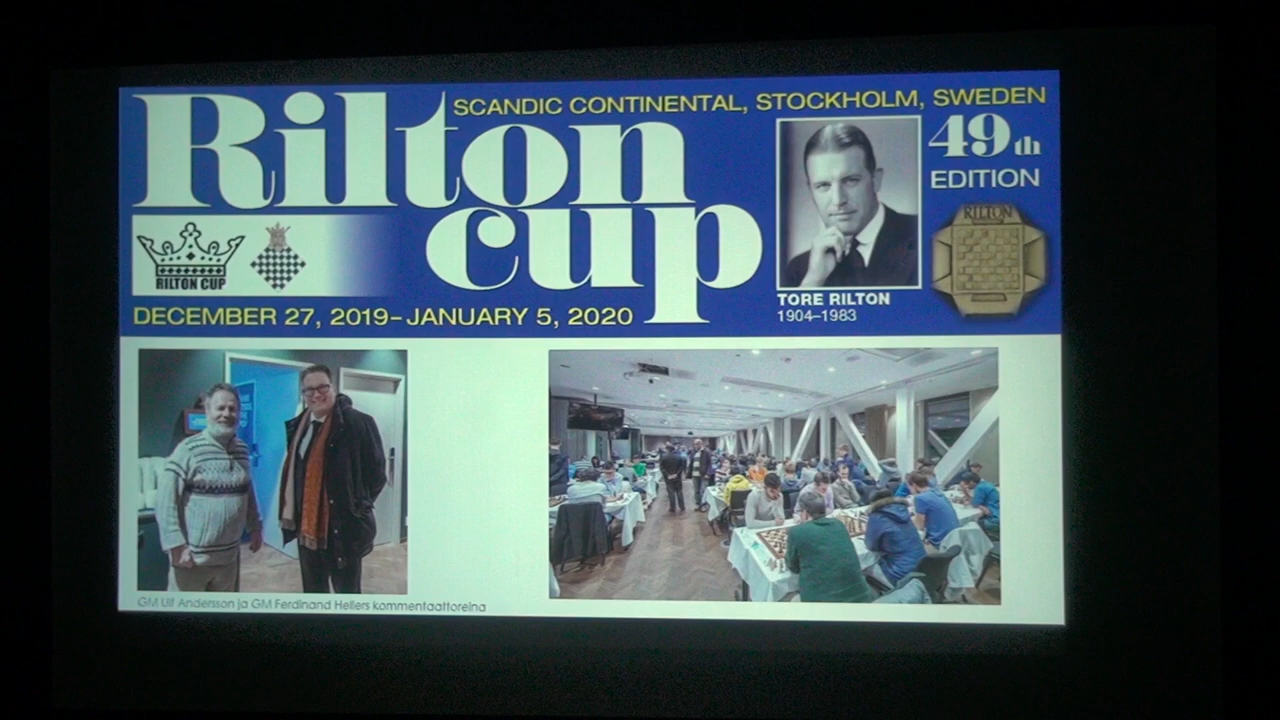 SCANDIC CONTINENTAL, STOCKHOLM, SWEDEN
Rilton
cup
49th
EDITION
RILTON
RILTON CUP
TORE RILTON
1904–1983
DECEMBER 27, 2019–JANUARY 5, 2020
GM Ulf Andersson ja GM Ferdinand Hellers kommentaattoreina